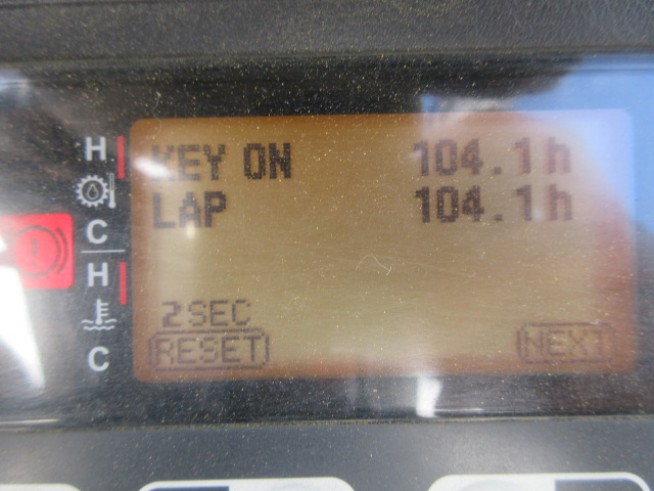 H
KEY ON 104.1h
LAP 104.1h
C
H
C
2SEC
RESET NEXT